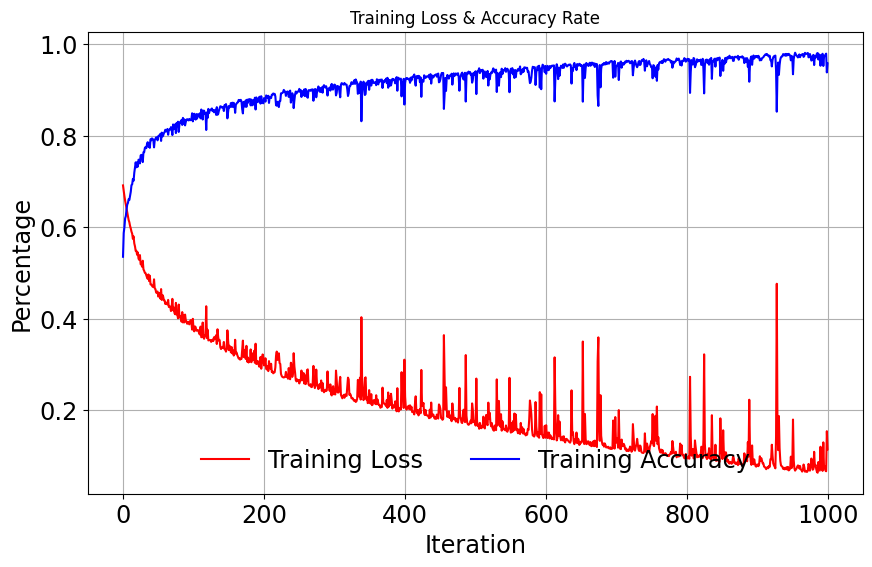 Training Loss & Accuracy Rate
1.0
0.8
0.6
0.4
0.2
Percentage
Training Loss Training Accuracy
0 200 400 600 800 1000
Iteration